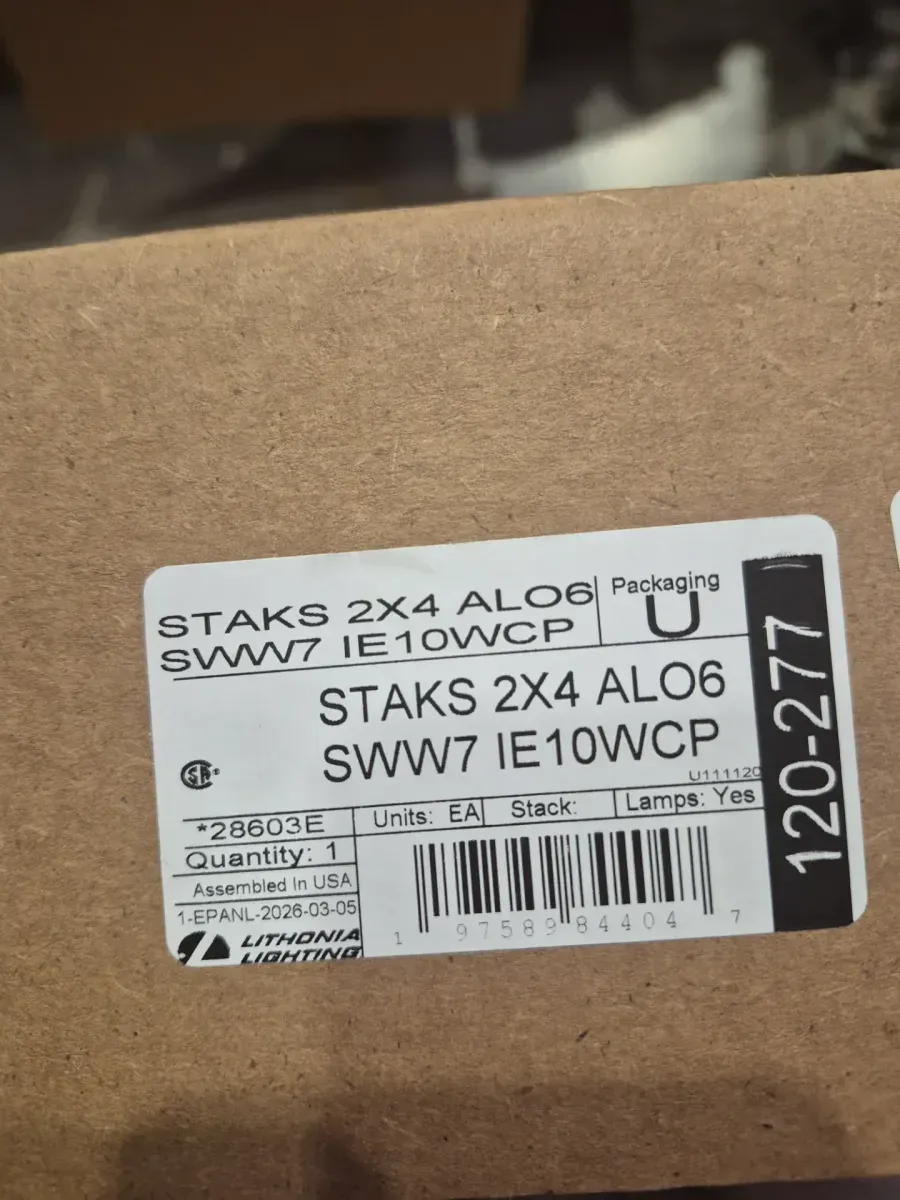 STAKS 2X4 ALO6
SWW7 IE10WCP
Packaging
U
STAKS 2X4 ALO6
SWW7 IE10WCP
U111120
*28603E
Units: EA
Stack:
Lamps: Yes
Quantity: 1
Assembled In USA
1-EPANL-2026-03-05
LITHONIA
LIGHTING
1 97589 84404 7
120-277